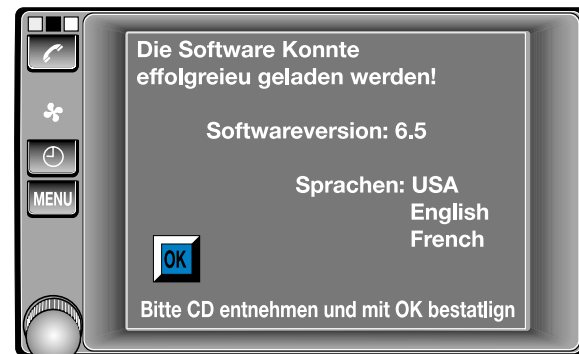 Die Software Konnte
effolgreieu geladen werden!
Softwareversion: 6.5
Sprachen: USA
English
French
MENU
OK
Bitte CD entnehmen und mit OK bestatlign